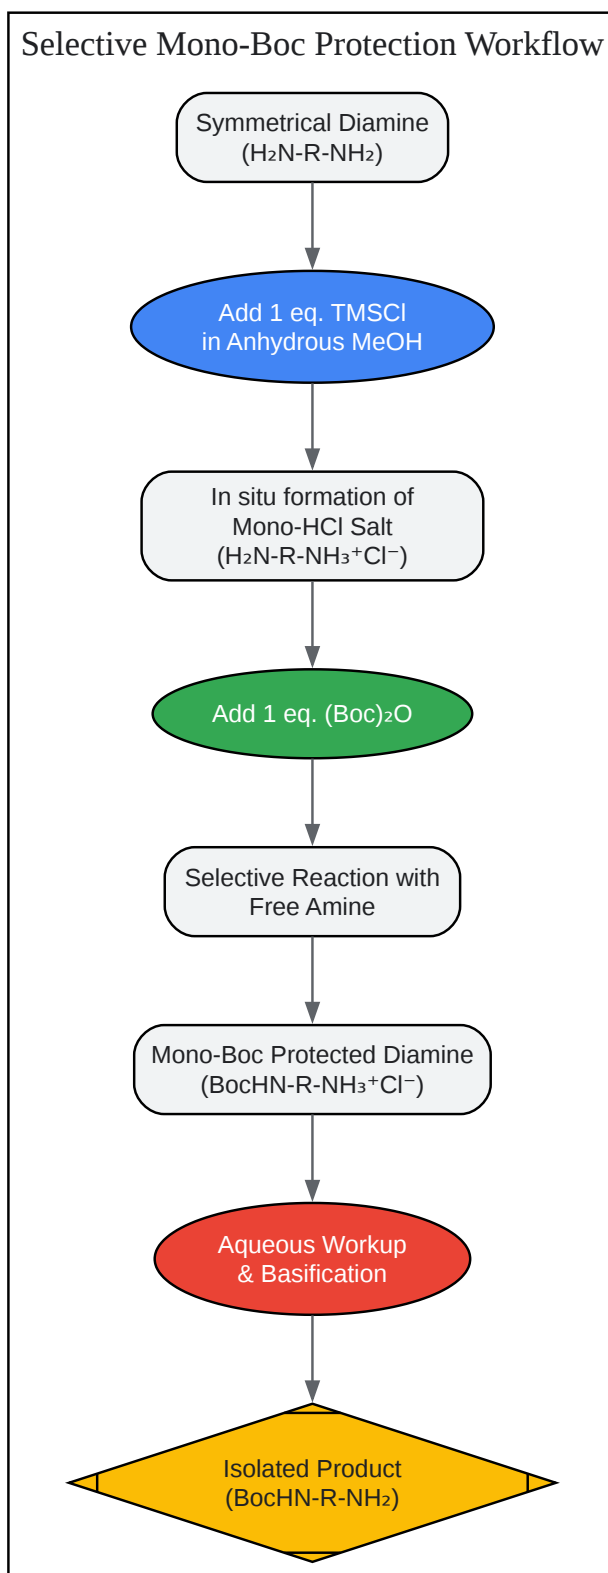 Selective Mono-Boc Protection Workflow
Symmetrical Diamine
(H₂N-R-NH₂)
Add 1 eq. TMSCl
in Anhydrous MeOH
In situ formation of
Mono-HCl Salt
(H₂N-R-NH₃⁺Cl⁻)
Add 1 eq. (Boc)₂O
Selective Reaction with
Free Amine
Mono-Boc Protected Diamine
(BocHN-R-NH₃⁺Cl⁻)
Aqueous Workup
& Basification
Isolated Product
(BocHN-R-NH₂)